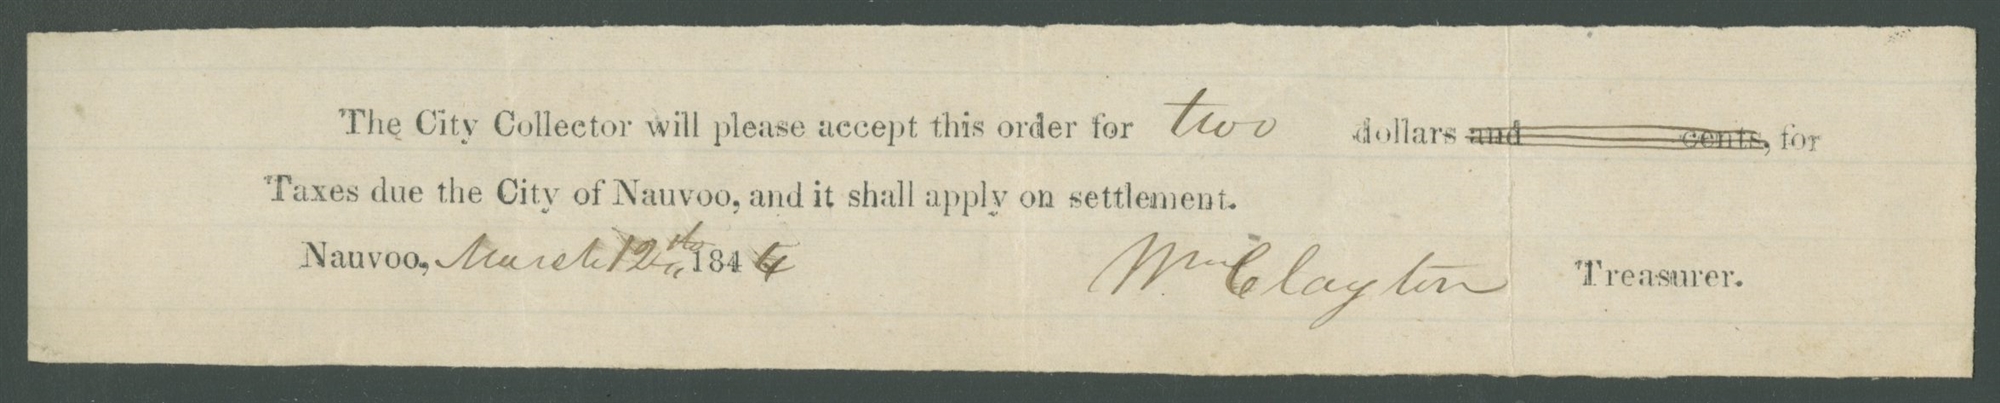 The City Collector will please accept this order for two dollars and cents, for
Taxes due the City of Nauvoo, and it shall apply on settlement.
Nauvoo, March 12th 1844 Wm Clayton Treasurer.